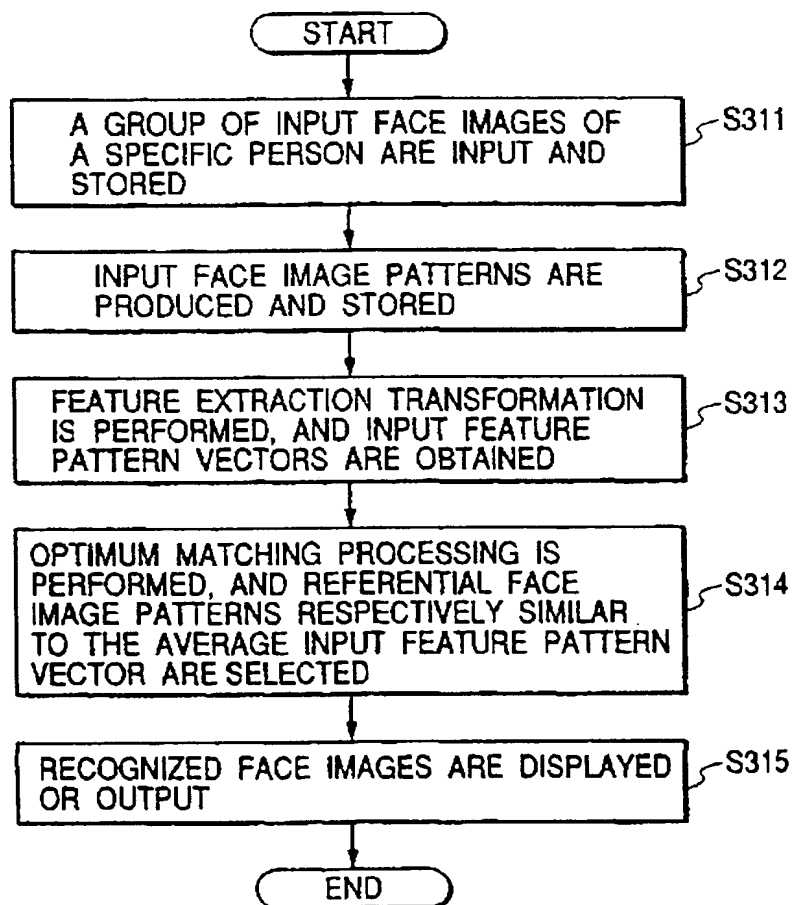 START
A GROUP OF INPUT FACE IMAGES OF
A SPECIFIC PERSON ARE INPUT AND
STORED
S311
INPUT FACE IMAGE PATTERNS ARE
PRODUCED AND STORED
S312
FEATURE EXTRACTION TRANSFORMATION
IS PERFORMED, AND INPUT FEATURE
PATTERN VECTORS ARE OBTAINED
S313
OPTIMUM MATCHING PROCESSING IS
PERFORMED, AND REFERENTIAL FACE
IMAGE PATTERNS RESPECTIVELY SIMILAR
TO THE AVERAGE INPUT FEATURE PATTERN
VECTOR ARE SELECTED
S314
RECOGNIZED FACE IMAGES ARE DISPLAYED
OR OUTPUT
S315
END